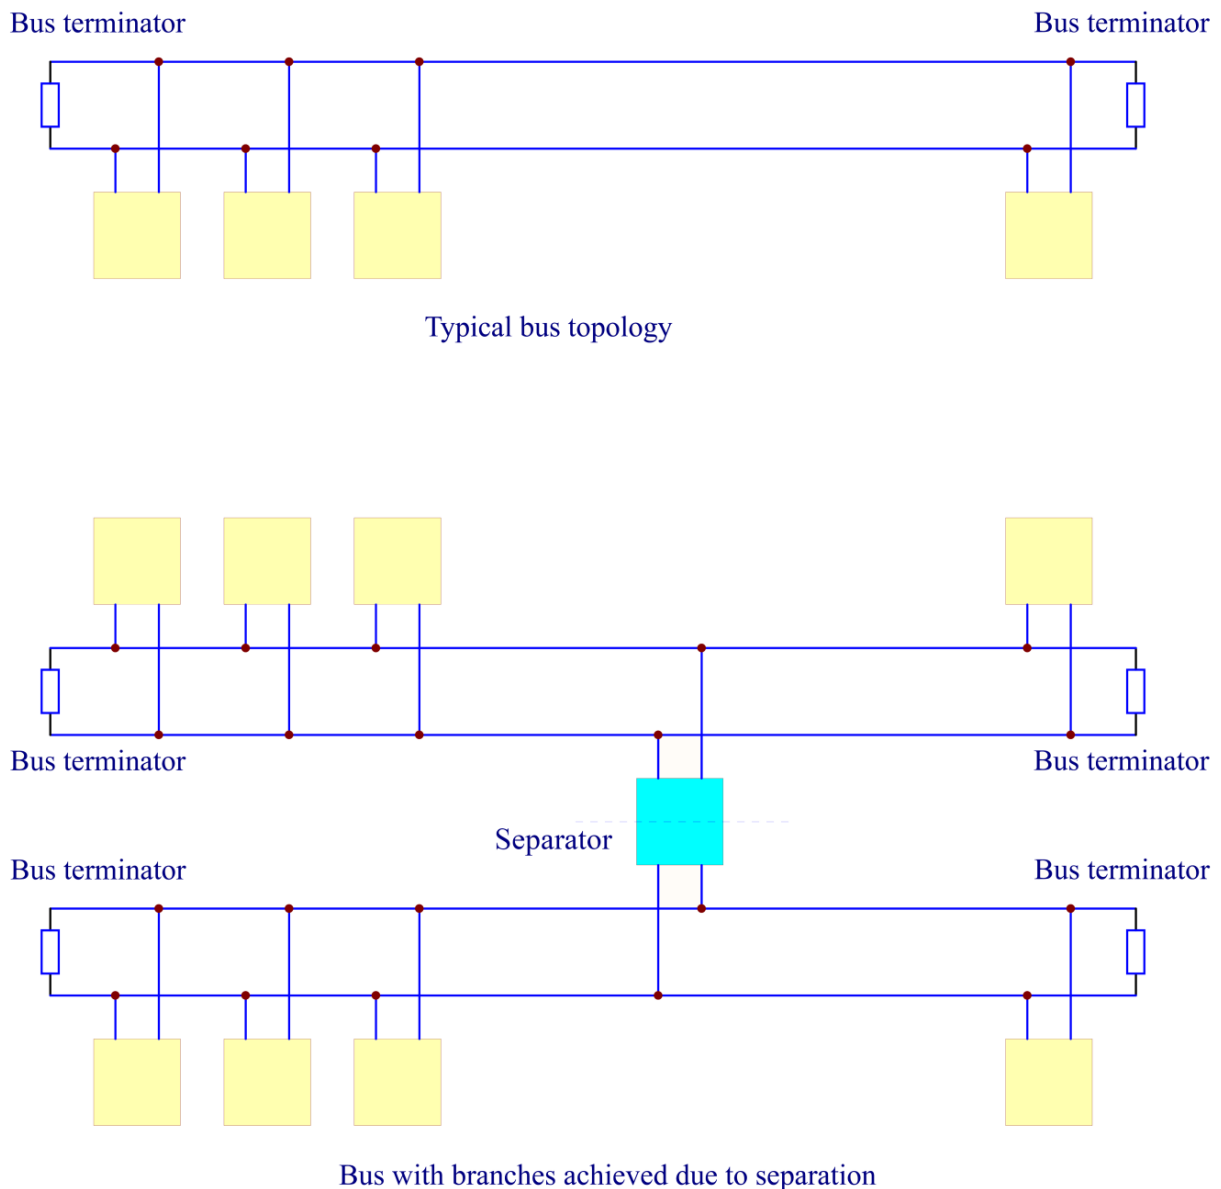 Bus terminator
Bus terminator
Typical bus topology
Bus terminator
Bus terminator
Separator
Bus terminator
Bus terminator
Bus with branches achieved due to separation